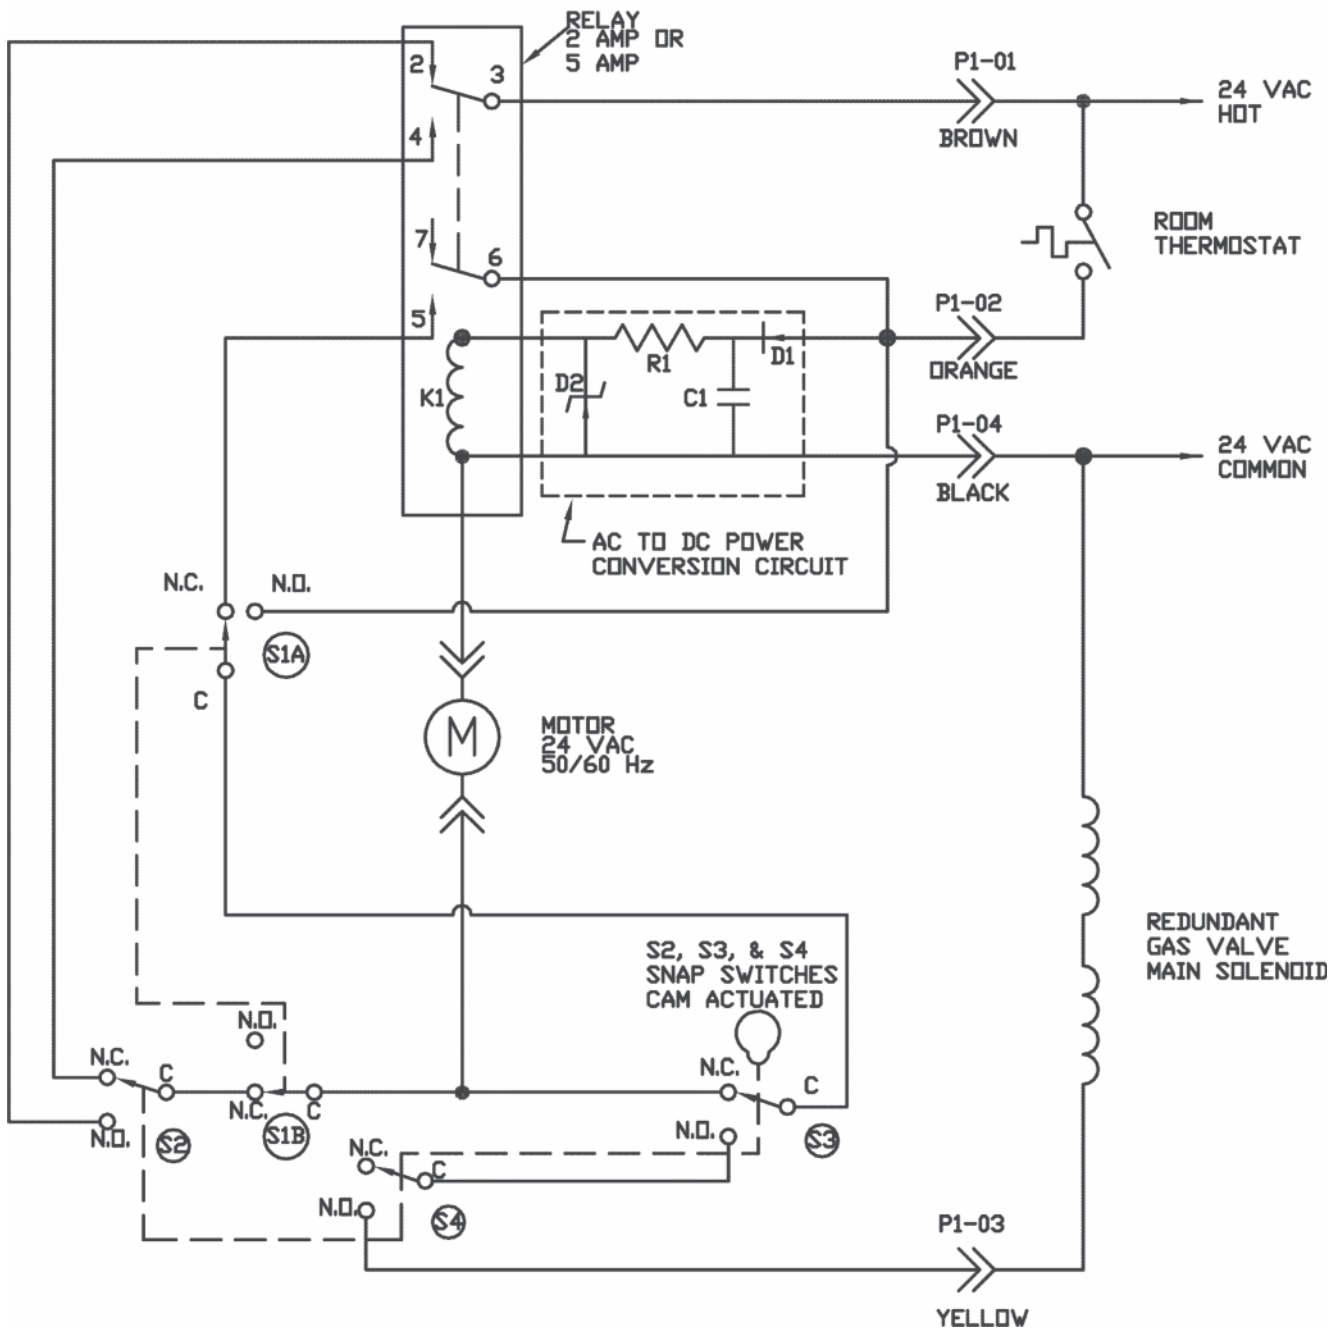 RELAY
2 AMP OR
5 AMP
2
3
4
7
6
5
K1
P1-01
BROWN
24 VAC
HOT
ROOM
THERMOSTAT
P1-02
ORANGE
D1
R1
D2
C1
P1-04
BLACK
24 VAC
COMMON
AC TO DC POWER
CONVERSION CIRCUIT
N.C.
N.O.
S1A
C
M
MOTOR
24 VAC
50/60 Hz
REDUNDANT
GAS VALVE
MAIN SOLENOID
S2, S3, & S4
SNAP SWITCHES
CAM ACTUATED
N.O.
N.C.
C
N.C.
C
S1B
N.O.
S2
N.C.
C
N.O.
S3
N.C.
C
N.O.
S4
P1-03
YELLOW